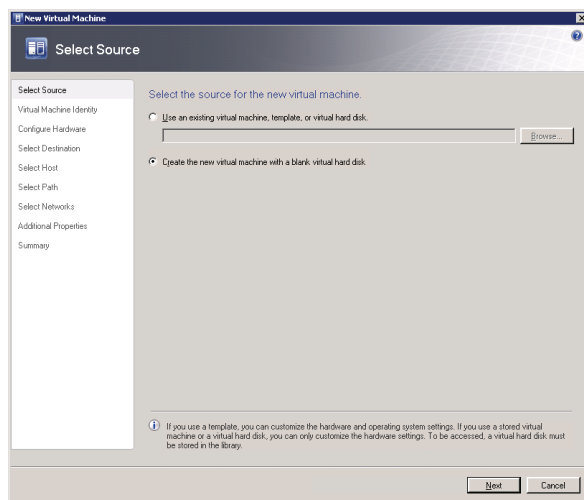 New Virtual Machine
Select Source
Select Source
Virtual Machine Identity
Configure Hardware
Select Destination
Select Host
Select Path
Select Networks
Additional Properties
Summary
Select the source for the new virtual machine.
Use an existing virtual machine, template, or virtual hard disk.
Browse...
Create the new virtual machine with a blank virtual hard disk
If you use a template, you can customize the hardware and operating system settings. If you use a stored virtual
machine or a virtual hard disk, you can only customize the hardware settings. To be accessed, a virtual hard disk must
be stored in the library.
Next
Cancel